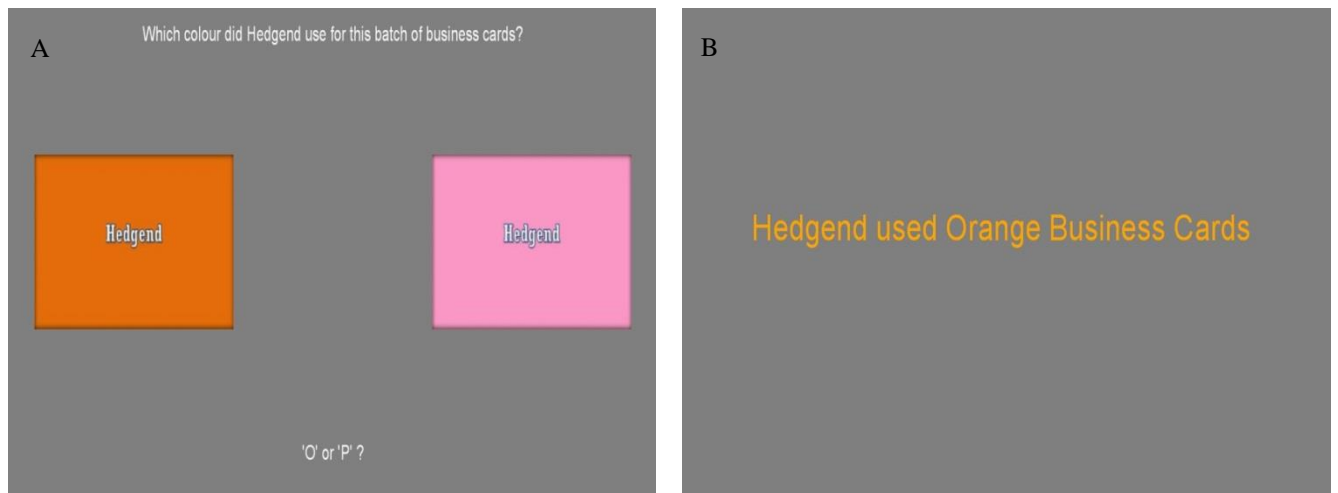 A
Which colour did Hedgend use for this batch of business cards?
Hedgend
Hedgend
'O' or 'P' ?
B
Hedgend used Orange Business Cards